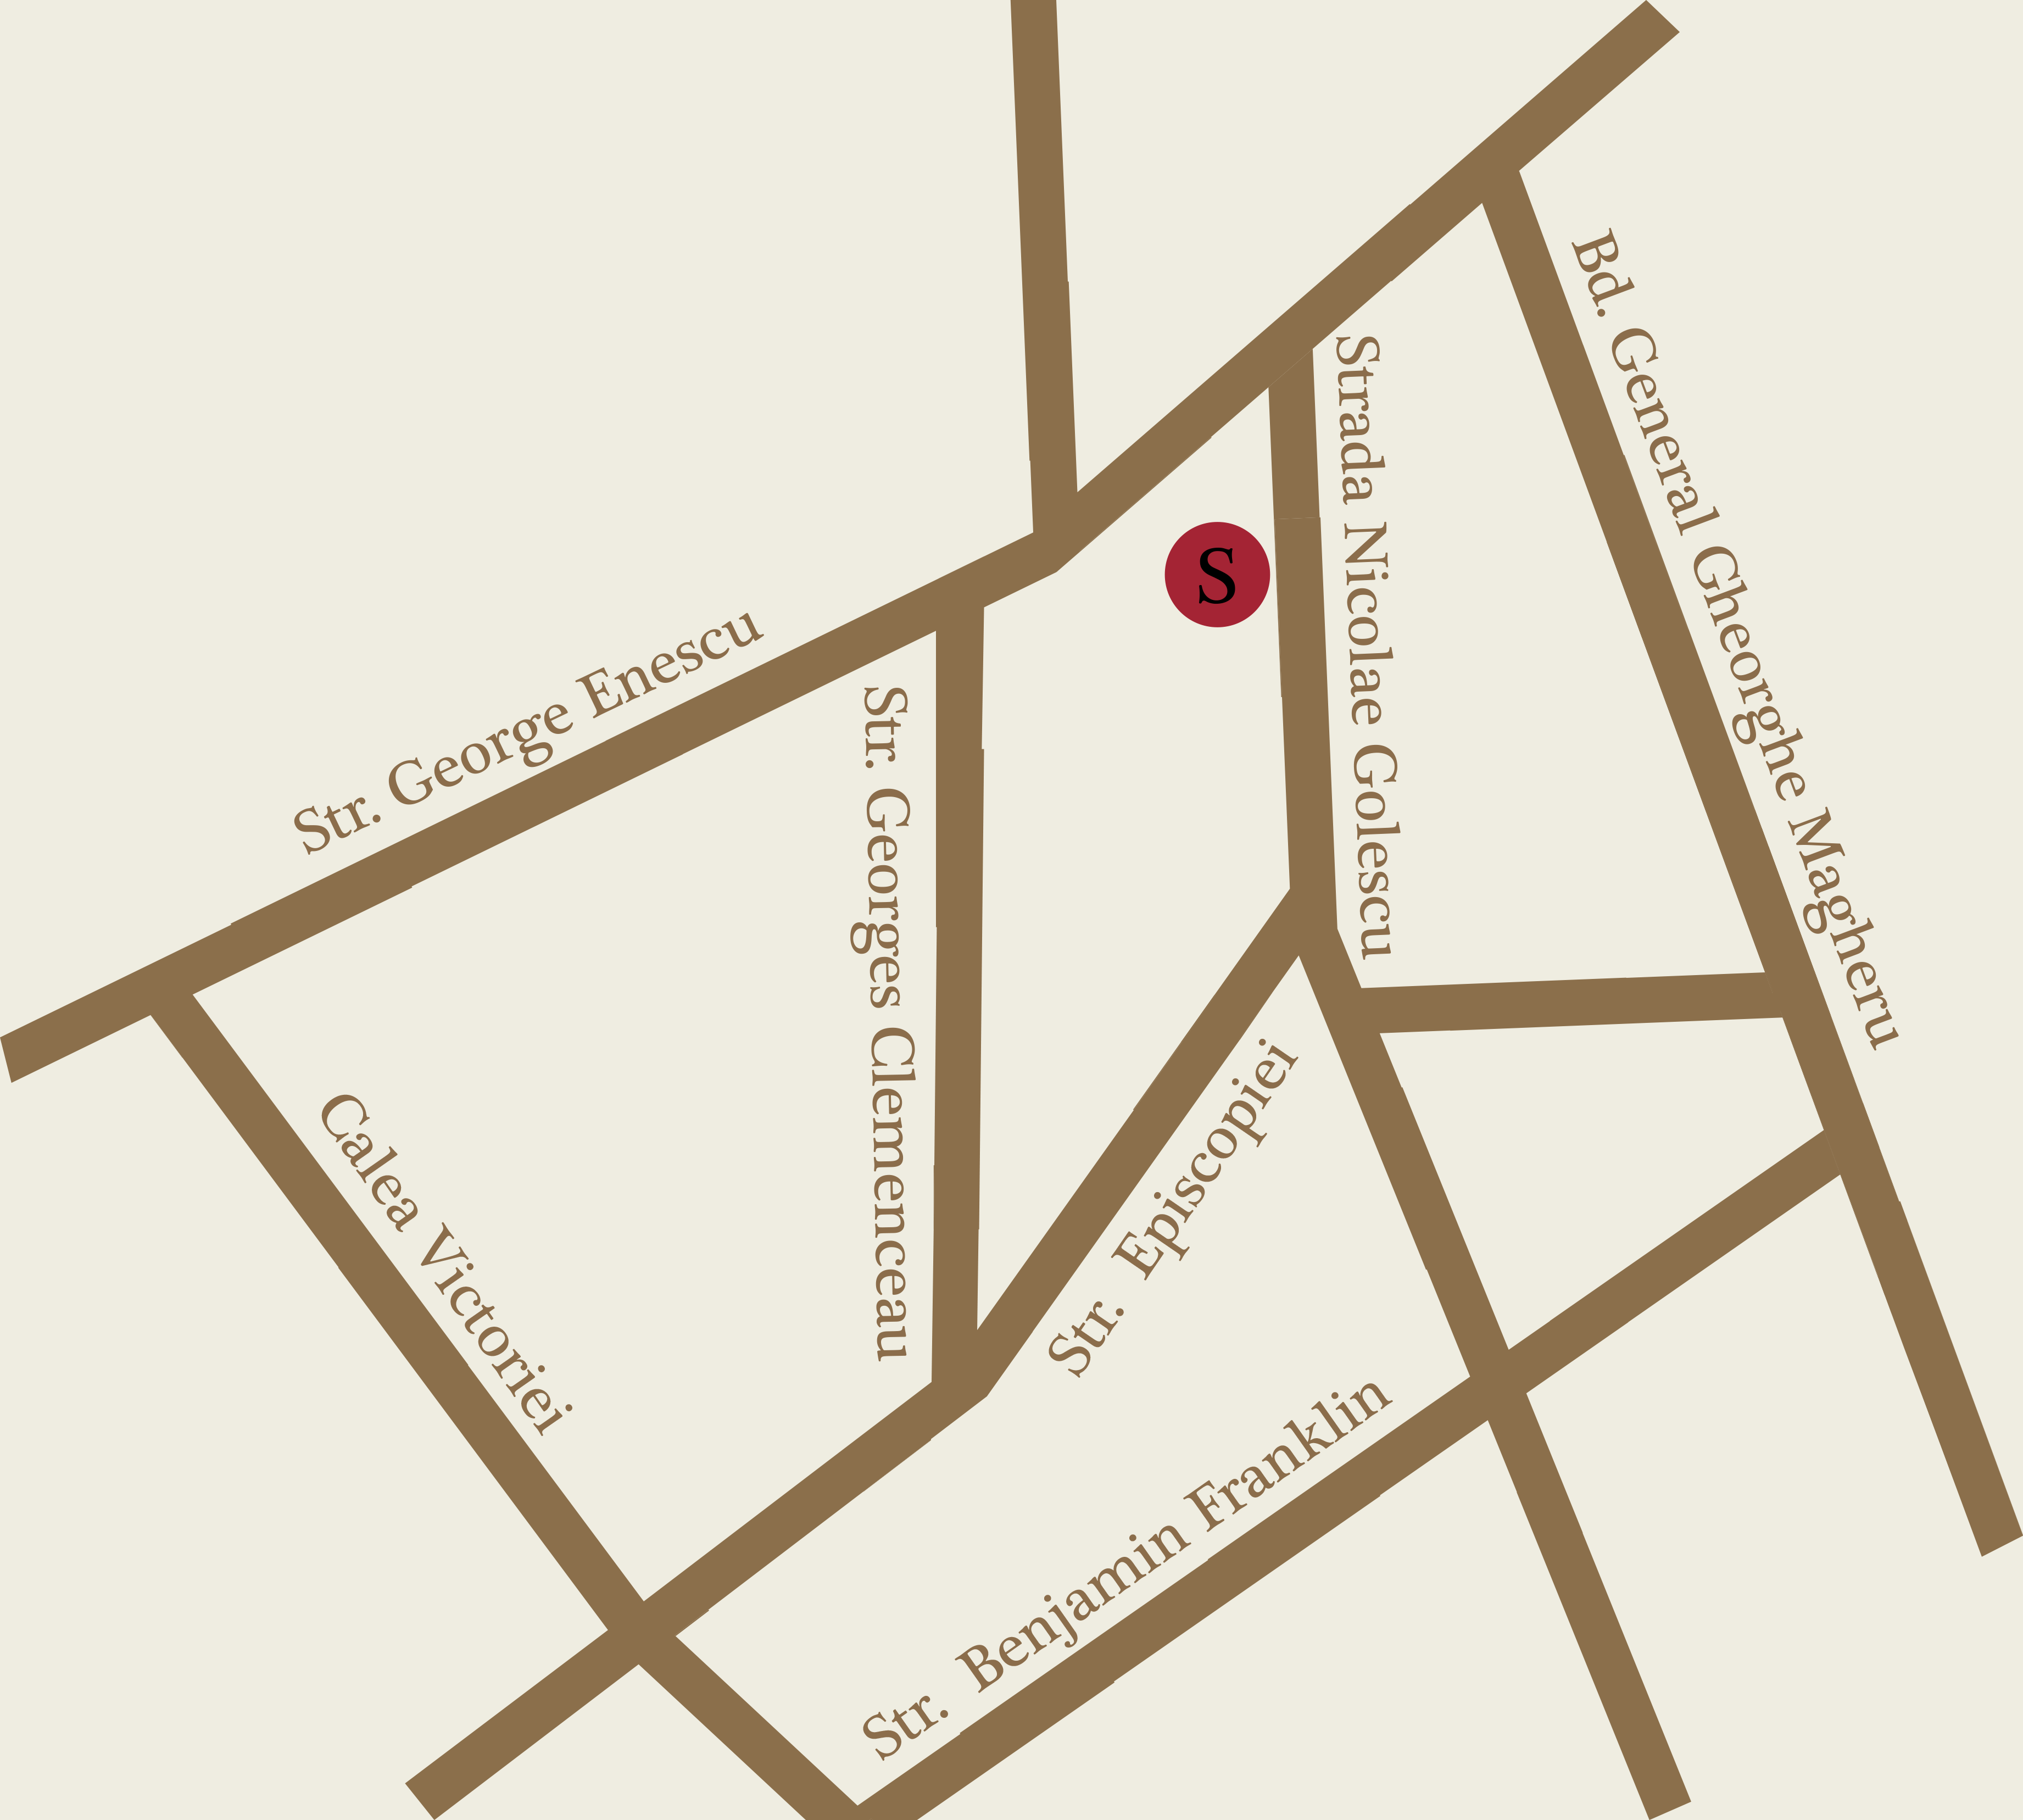 Bd. General Gheorghe Magheru
Strada Nicolae Golescu
S
Str. George Enescu
Str. Georges Clemenceau
Str. Episcopiei
Calea Victoriei
Str. Benjamin Franklin